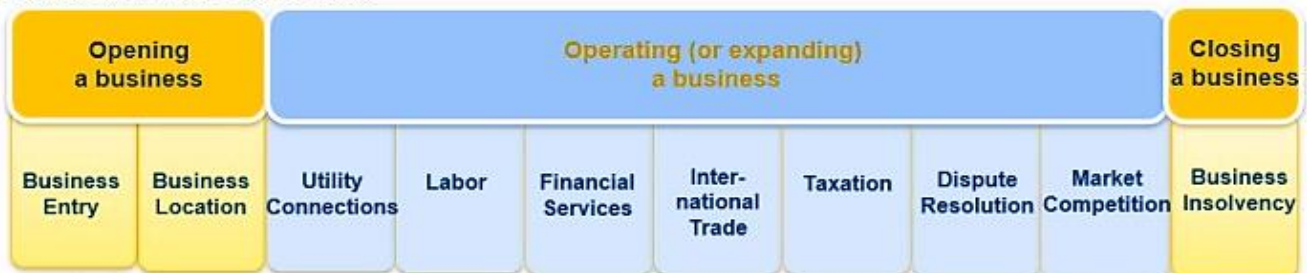 Opening
a business
Operating (or expanding)
a business
Closing
a business
Business
Entry
Business
Location
Utility
Connections
Labor
Financial
Services
Inter-
national
Trade
Taxation
Dispute
Resolution
Market
Competition
Business
Insolvency